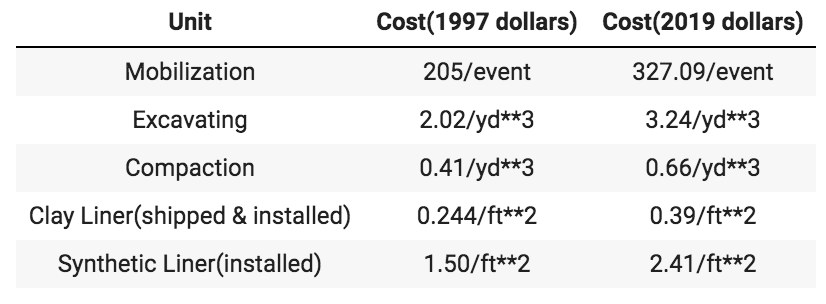 Unit Cost(1997 dollars) Cost(2019 dollars)
Mobilization 205/event 327.09/event
Excavating 2.02/yd**3 3.24/yd**3
Compaction 0.41/yd**3 0.66/yd**3
Clay Liner(shipped & installed) 0.244/ft**2 0.39/ft**2
Synthetic Liner(installed) 1.50/ft**2 2.41/ft**2